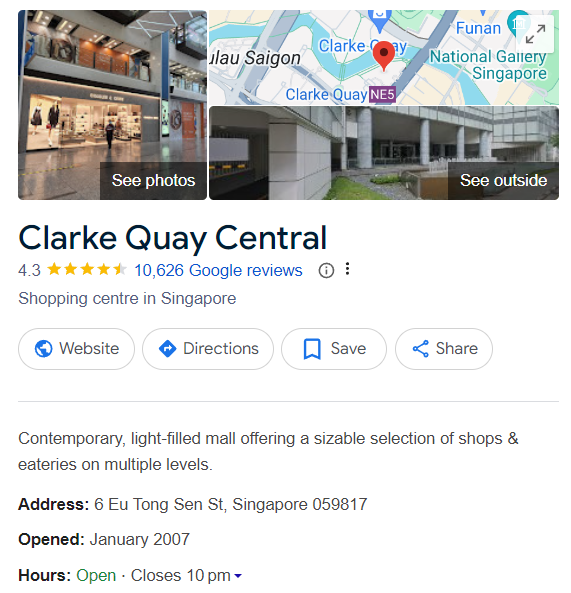 Funan
Clarke Quay
ulau Saigon
National Gallery
Singapore
Clarke Quay NE5
See photos
See outside
Clarke Quay Central
4.3 10,626 Google reviews
Shopping centre in Singapore
Website
Directions
Save
Share
Contemporary, light-filled mall offering a sizable selection of shops &
eateries on multiple levels.
Address: 6 Eu Tong Sen St, Singapore 059817
Opened: January 2007
Hours: Open · Closes 10 pm